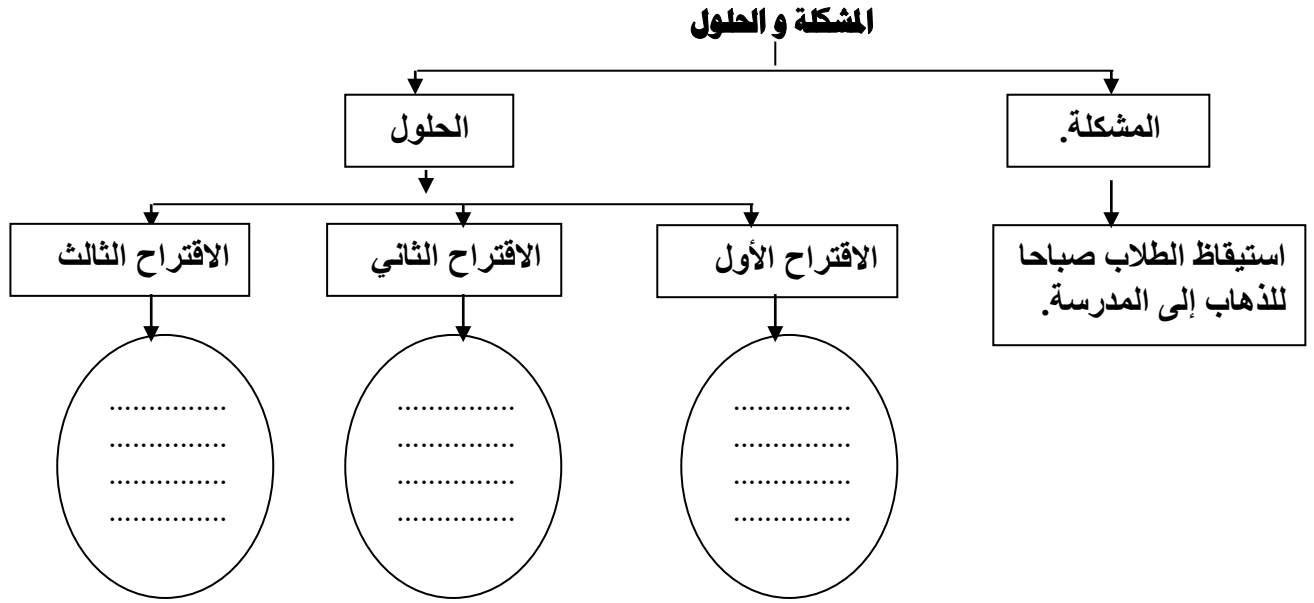 المشكلة و الحلول
المشكلة.
الحلول
استيقاظ الطلاب صباحا
للذهاب إلى المدرسة.
الاقتراح الأول
الاقتراح الثاني
الاقتراح الثالث
...............
...............
...............
...............
...............
...............
...............
...............
...............
...............
...............
...............